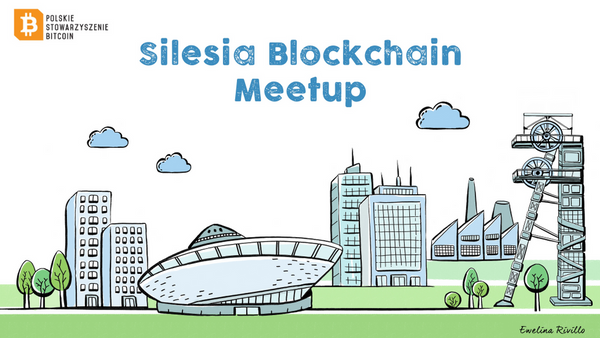 POLSKIE
STOWARZYSZENIE
BITCOIN
Silesia Blockchain
Meetup
Ewelina Rivillo